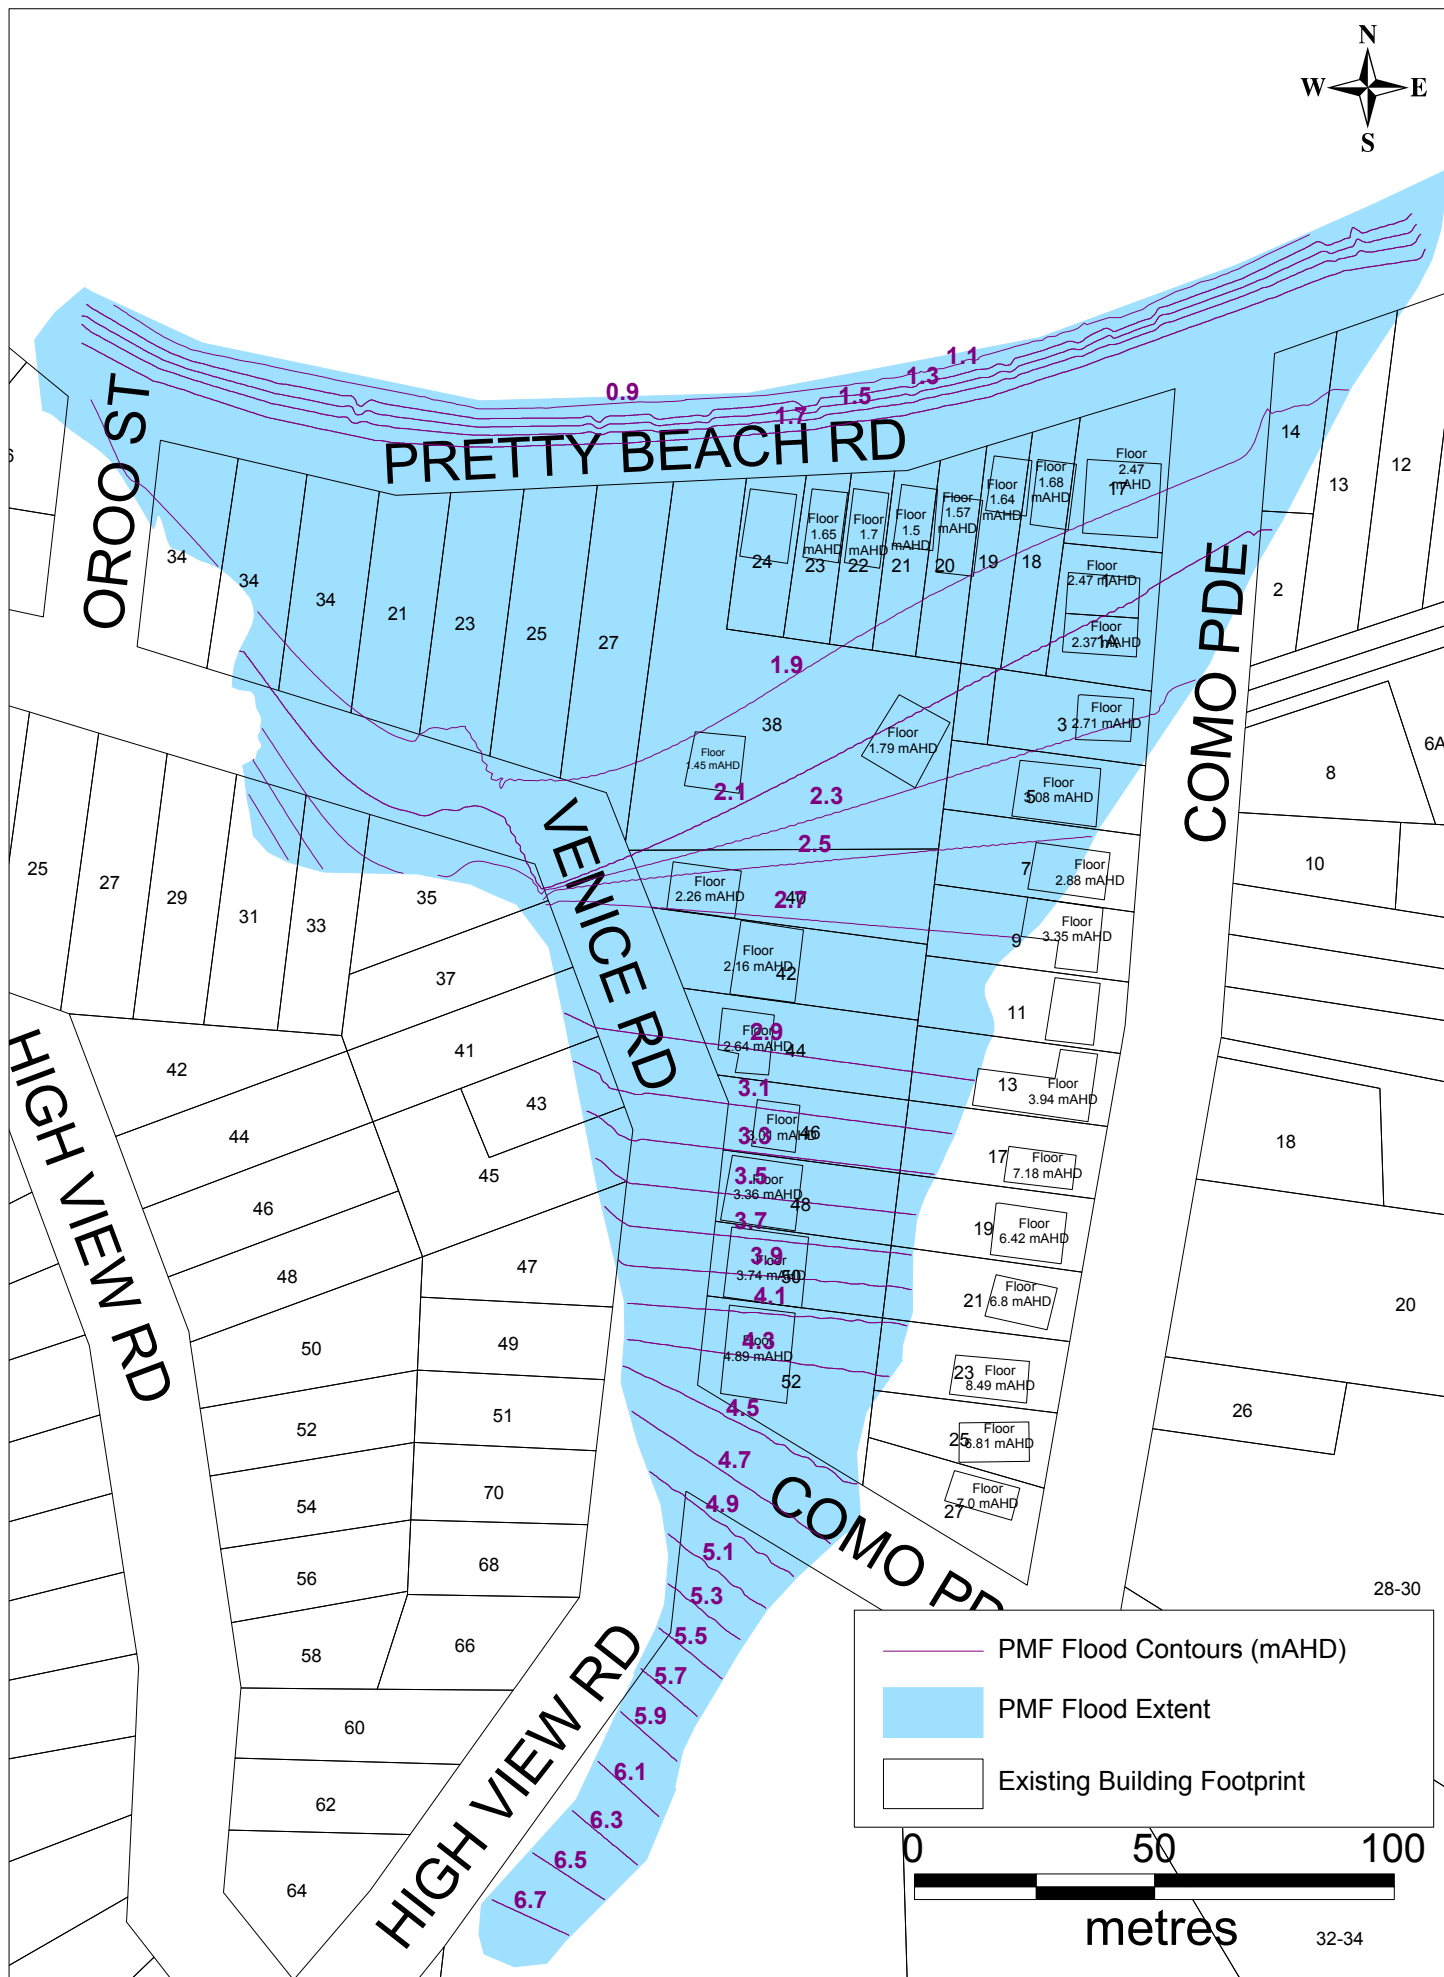 N
W E
S
1.1
1.3
0.9
1.5
1.7
PRETTY BEACH RD
OROO ST
14
12
13
Floor
2.47
mAHD
17
Floor
1.68
mAHD
Floor
1.64
mAHD
Floor
1.57
mAHD
Floor
1.5
mAHD
Floor
1.7
mAHD
Floor
1.65
mAHD
34
34
34
21
23
25
27
24
23
22
21
20
19
18
Floor
2.47 mAHD
1
Floor
2.37 mAHD
1A
2
COMO PDE
1.9
38
3
Floor
2.71 mAHD
Floor
1.79 mAHD
Floor
1.45 mAHD
6A
8
2.1
2.3
5
Floor
3.08 mAHD
2.5
VENICE RD
25
27
29
31
33
35
Floor
2.26 mAHD
40
2.7
7
Floor
2.88 mAHD
10
9
Floor
3.35 mAHD
37
Floor
2.16 mAHD
42
11
HIGH VIEW RD
42
41
2.9
Floor
2.64 mAHD
44
3.1
43
13
Floor
3.94 mAHD
44
3.3
Floor
3.01 mAHD
46
18
45
3.5
Floor
3.36 mAHD
48
17
Floor
7.18 mAHD
46
3.7
19
Floor
6.42 mAHD
48
47
3.9
Floor
3.74 mAHD
50
4.1
21
Floor
6.8 mAHD
20
50
49
4.3
Floor
4.89 mAHD
52
23
Floor
8.49 mAHD
52
51
4.5
26
25
Floor
6.81 mAHD
4.7
54
70
4.9
27
Floor
7.0 mAHD
COMO PD
5.1
56
68
5.3
28-30
58
66
5.5
5.7
5.9
60
HIGH VIEW RD
6.1
62
6.3
6.5
64
6.7
PMF Flood Contours (mAHD)
PMF Flood Extent
Existing Building Footprint
0 50 100
metres
32-34